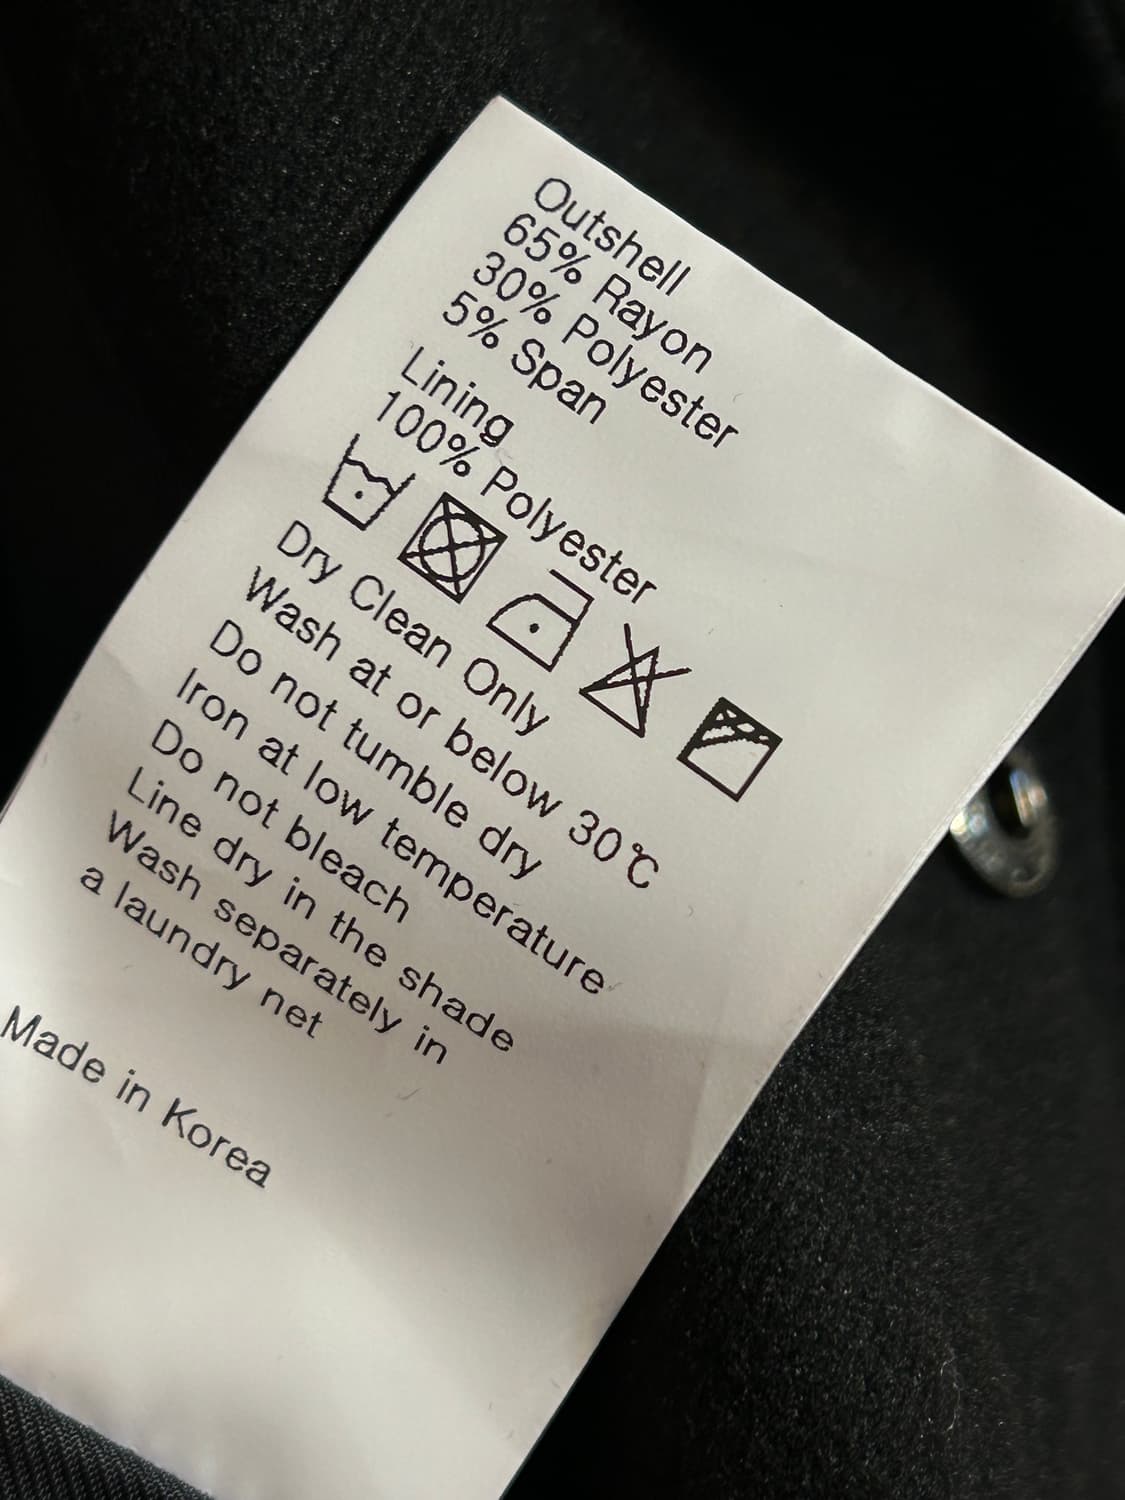 Outshell
65% Rayon
30% Polyester
5% Span
Lining
100% Polyester
Dry Clean Only
Wash at or below 30℃
Do not tumble dry
Iron at low temperature
Do not bleach
Line dry in the shade
Wash separately in
a laundry net
Made in Korea